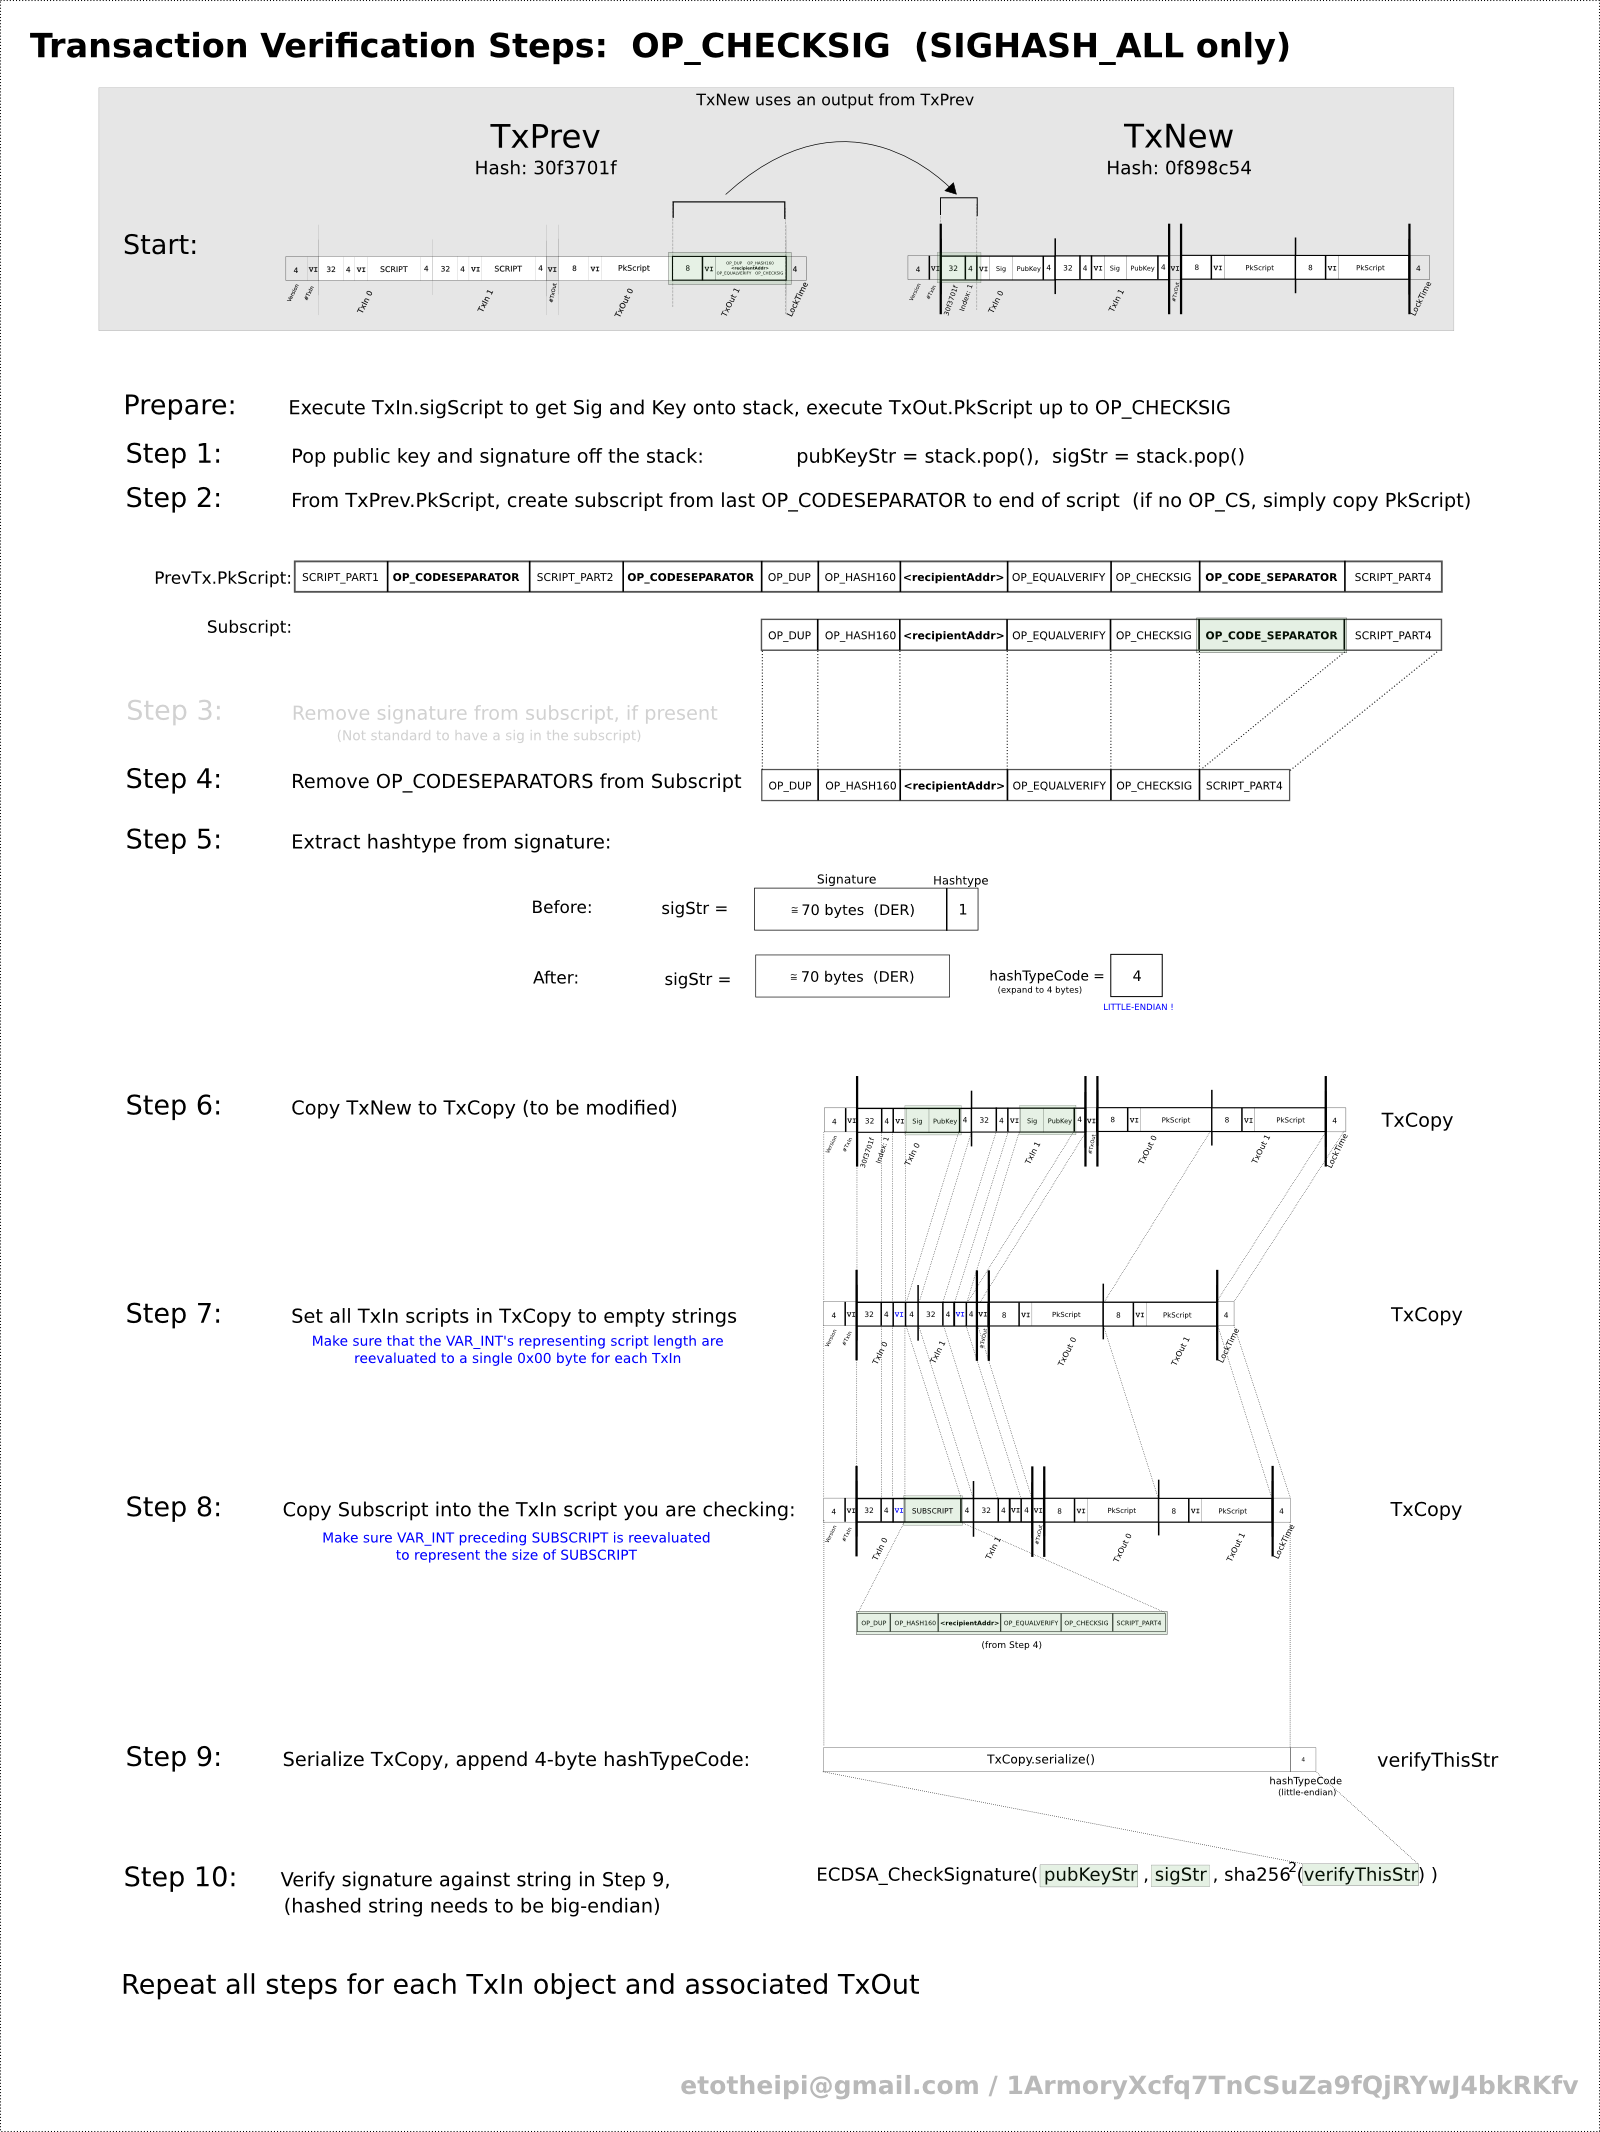 Transaction Verification Steps:  OP_CHECKSIG  (SIGHASH_ALL only)
TxNew uses an output from TxPrev
TxPrev
TxNew
Hash: 30f3701f
Hash: 0f898c54
Start:
4 VI 32 4 VI SCRIPT 4 32 4 VI SCRIPT 4 VI 8 VI PkScript 8 VI OP_DUP OP_HASH160 <recipientAddr> OP_EQUALVERIFY OP_CHECKSIG 4
Version #TxIn TxIn 0 TxIn 1 #TxOut TxOut 0 TxOut 1 LockTime
4 VI 32 4 VI Sig PubKey 4 32 4 VI Sig PubKey 4 VI 8 VI PkScript 8 VI PkScript 4
Version #TxIn 30f3701f Index: 1 TxIn 0 TxIn 1 #TxOut LockTime
Prepare: Execute TxIn.sigScript to get Sig and Key onto stack, execute TxOut.PkScript up to OP_CHECKSIG
Step 1: Pop public key and signature off the stack: pubKeyStr = stack.pop(),  sigStr = stack.pop()
Step 2: From TxPrev.PkScript, create subscript from last OP_CODESEPARATOR to end of script  (if no OP_CS, simply copy PkScript)
PrevTx.PkScript: SCRIPT_PART1 OP_CODESEPARATOR SCRIPT_PART2 OP_CODESEPARATOR OP_DUP OP_HASH160 <recipientAddr> OP_EQUALVERIFY OP_CHECKSIG OP_CODE_SEPARATOR SCRIPT_PART4
Subscript: OP_DUP OP_HASH160 <recipientAddr> OP_EQUALVERIFY OP_CHECKSIG OP_CODE_SEPARATOR SCRIPT_PART4
Step 3: Remove signature from subscript, if present
(Not standard to have a sig in the subscript)
Step 4: Remove OP_CODESEPARATORS from Subscript OP_DUP OP_HASH160 <recipientAddr> OP_EQUALVERIFY OP_CHECKSIG SCRIPT_PART4
Step 5: Extract hashtype from signature:
Signature Hashtype
Before: sigStr = ≅ 70 bytes  (DER) 1
After: sigStr = ≅ 70 bytes  (DER) hashTypeCode = 4
(expand to 4 bytes)
LITTLE-ENDIAN !
Step 6: Copy TxNew to TxCopy (to be modified) 4 VI 32 4 VI Sig PubKey 4 32 4 VI Sig PubKey 4 VI 8 VI PkScript 8 VI PkScript 4 TxCopy
Version #TxIn 30f3701f Index: 1 TxIn 0 TxIn 1 #TxOut TxOut 0 TxOut 1 LockTime
Step 7: Set all TxIn scripts in TxCopy to empty strings 4 VI 32 4 VI 4 32 4 VI 4 VI 8 VI PkScript 8 VI PkScript 4 TxCopy
Make sure that the VAR_INT's representing script length are
reevaluated to a single 0x00 byte for each TxIn
Version #TxIn TxIn 0 TxIn 1 #TxOut TxOut 0 TxOut 1 LockTime
Step 8: Copy Subscript into the TxIn script you are checking: 4 VI 32 4 VI SUBSCRIPT 4 32 4 VI 4 VI 8 VI PkScript 8 VI PkScript 4 TxCopy
Make sure VAR_INT preceding SUBSCRIPT is reevaluated
to represent the size of SUBSCRIPT
Version #TxIn TxIn 0 TxIn 1 #TxOut TxOut 0 TxOut 1 LockTime
OP_DUP OP_HASH160 <recipientAddr> OP_EQUALVERIFY OP_CHECKSIG SCRIPT_PART4
(from Step 4)
Step 9: Serialize TxCopy, append 4-byte hashTypeCode: TxCopy.serialize() 4 verifyThisStr
hashTypeCode
(little-endian)
Step 10: Verify signature against string in Step 9, ECDSA_CheckSignature( pubKeyStr , sigStr , sha256²(verifyThisStr) )
(hashed string needs to be big-endian)
Repeat all steps for each TxIn object and associated TxOut
etotheipi@gmail.com / 1ArmoryXcfq7TnCSuZa9fQjRYwJ4bkRKfv